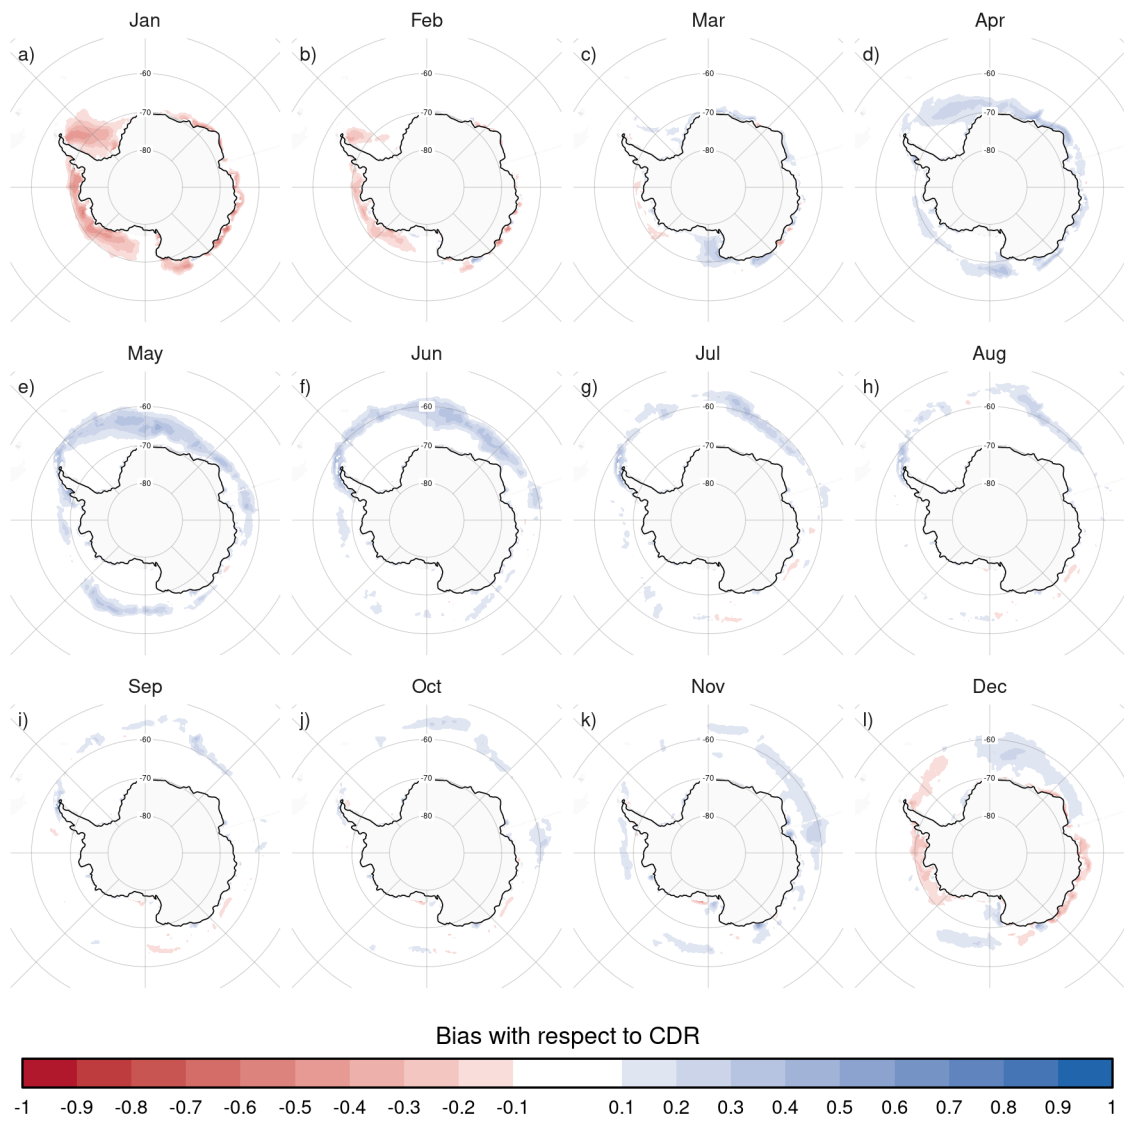 Jan Feb Mar Apr
a) b) c) d)
-60 -60 -60 -60
-70 -70 -70 -70
-80 -80 -80 -80
May Jun Jul Aug
e) f) g) h)
-60 -60 -60 -60
-70 -70 -70 -70
-80 -80 -80 -80
Sep Oct Nov Dec
i) j) k) l)
-60 -60 -60 -60
-70 -70 -70 -70
-80 -80 -80 -80
Bias with respect to CDR
-1 -0.9 -0.8 -0.7 -0.6 -0.5 -0.4 -0.3 -0.2 -0.1 0.1 0.2 0.3 0.4 0.5 0.6 0.7 0.8 0.9 1